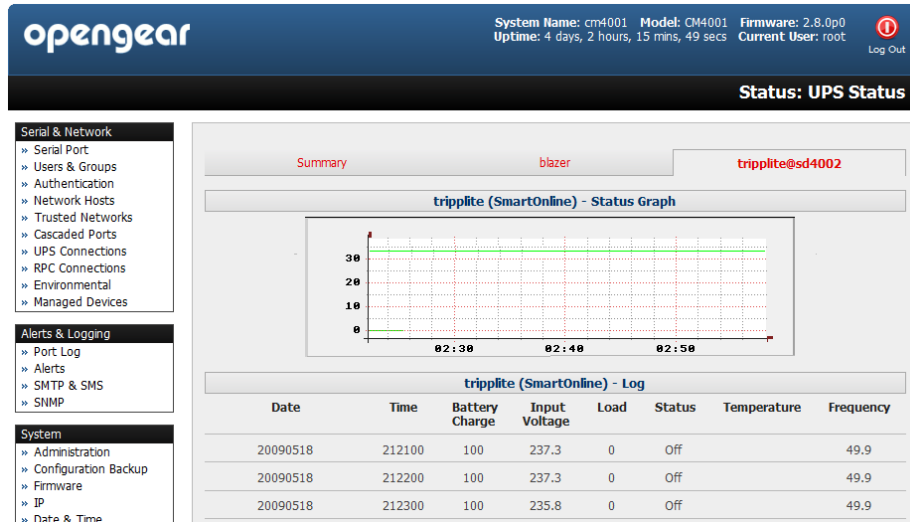 opengear
System Name: cm4001 Model: CM4001 Firmware: 2.8.0p0
Uptime: 4 days, 2 hours, 15 mins, 49 secs Current User: root
Log Out
Status: UPS Status
Serial & Network
» Serial Port
» Users & Groups
» Authentication
» Network Hosts
» Trusted Networks
» Cascaded Ports
» UPS Connections
» RPC Connections
» Environmental
» Managed Devices
Alerts & Logging
» Port Log
» Alerts
» SMTP & SMS
» SNMP
System
» Administration
» Configuration Backup
» Firmware
» IP
» Date & Time
Summary blazer tripplite@sd4002
tripplite (SmartOnline) - Status Graph
30
20
10
0
02:30 02:40 02:50
tripplite (SmartOnline) - Log
Date Time Battery Charge Input Voltage Load Status Temperature Frequency
20090518 212100 100 237.3 0 Off 49.9
20090518 212200 100 237.3 0 Off 49.9
20090518 212300 100 235.8 0 Off 49.9